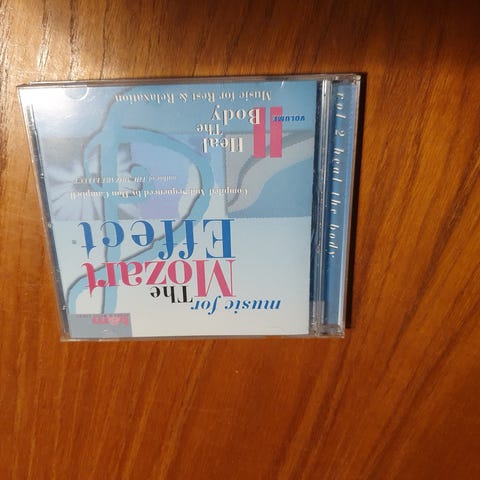 music for
The
Mozart
Effect
Compiled And Sequenced by Don Campbell
author of THE MOZART EFFECT
Heal
The
Body
VOLUME
II
Music for Rest & Relaxation
vol 2 heal the body